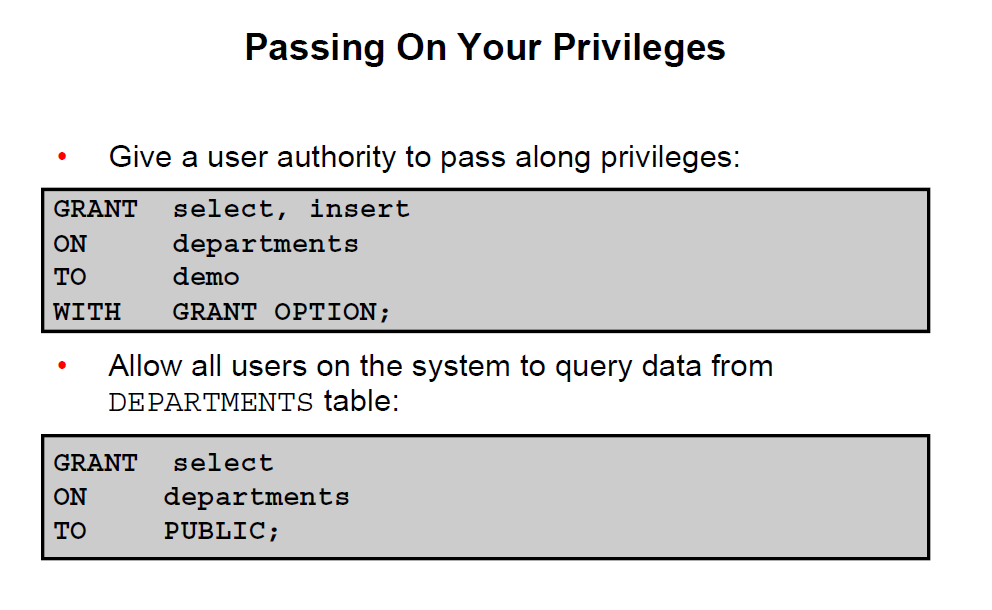 Passing On Your Privileges
• Give a user authority to pass along privileges:
GRANT  select, insert
ON     departments
TO     demo
WITH   GRANT OPTION;
• Allow all users on the system to query data from
DEPARTMENTS table:
GRANT  select
ON    departments
TO    PUBLIC;